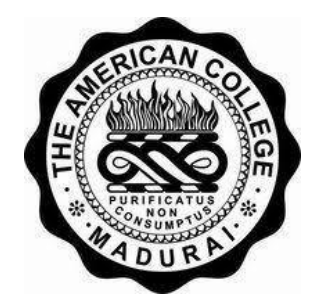 THE AMERICAN COLLEGE
PURIFICATUS
NON
CONSUMPTUS
· MADURAI ·